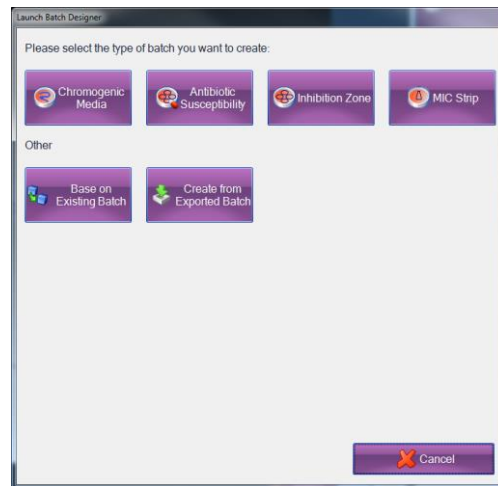 Launch Batch Designer
Please select the type of batch you want to create:
Chromogenic
Media
Antibiotic
Susceptibility
Inhibition Zone
MIC Strip
Other
Base on
Existing Batch
Create from
Exported Batch
Cancel